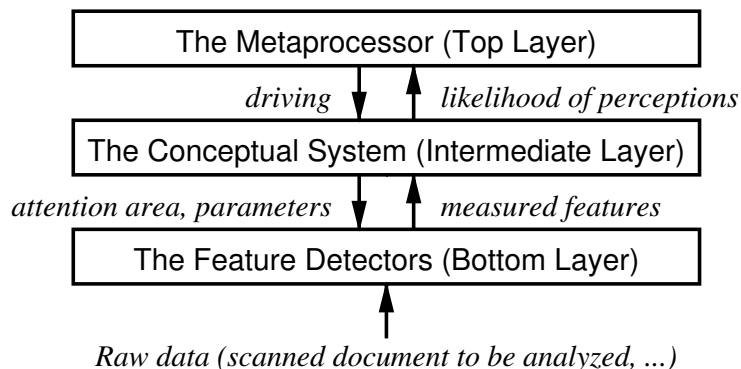 The Metaprocessor (Top Layer)
driving likelihood of perceptions
The Conceptual System (Intermediate Layer)
attention area, parameters measured features
The Feature Detectors (Bottom Layer)
Raw data (scanned document to be analyzed, ...)